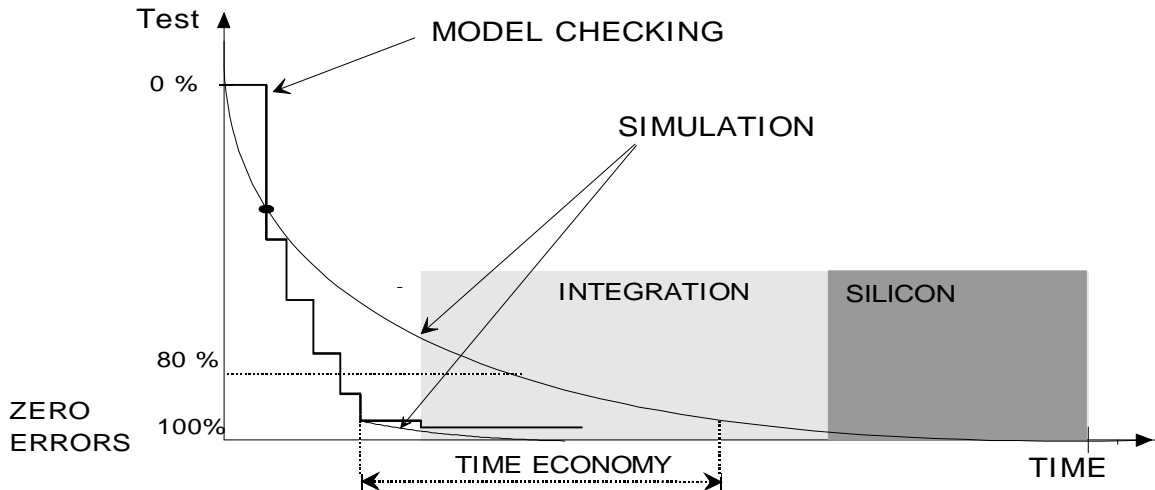 Test
MODEL CHECKING
0 %
SIMULATION
INTEGRATION
SILICON
80 %
ZERO
ERRORS
100%
TIME ECONOMY
TIME